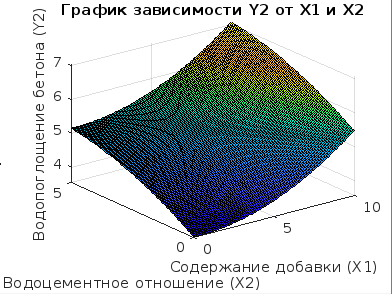 График зависимости Y2 от X1 и X2
Водопоглощение бетона (Y2)
7
6
5
4
5
0
0
5
10
Содержание добавки (X1)
Водоцементное отношение (X2)